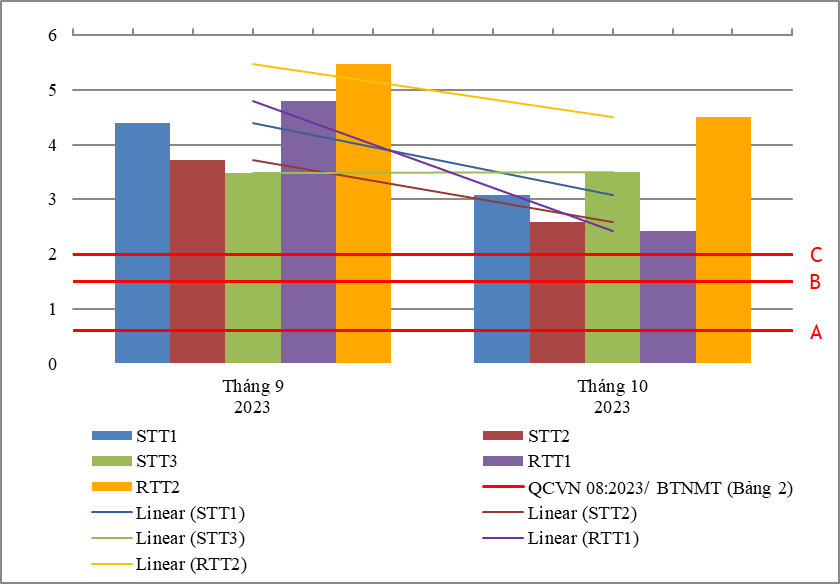 6
5
4
3
2
1
0
C
B
A
Tháng 9
2023
Tháng 10
2023
STT1
STT2
STT3
RTT1
RTT2
QCVN 08:2023/ BTNMT (Bảng 2)
Linear (STT1)
Linear (STT2)
Linear (STT3)
Linear (RTT1)
Linear (RTT2)